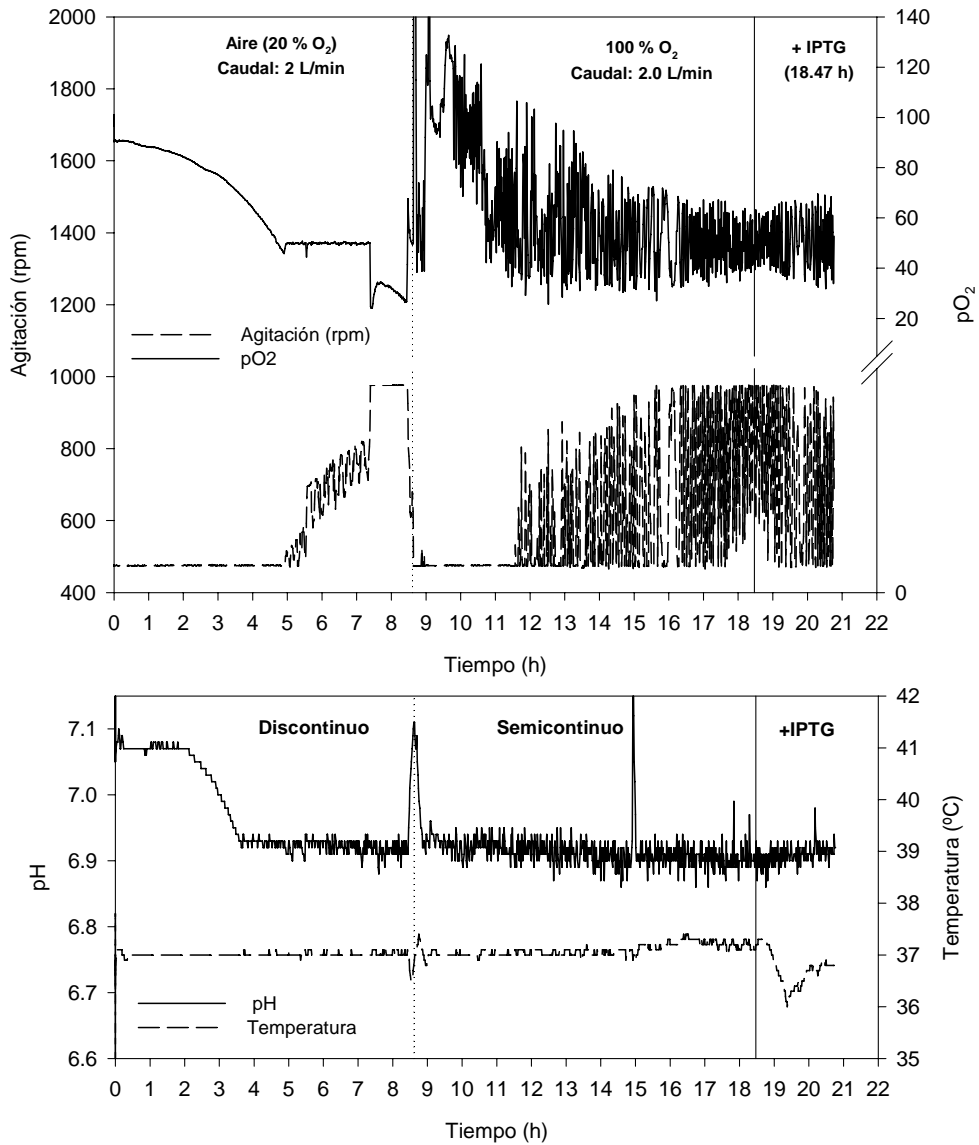 2000
1800
1600
1400
1200
1000
800
600
400
Agitación (rpm)
140
120
100
80
60
40
20
0
pO2
Aire (20 % O2)
Caudal: 2 L/min
100 % O2
Caudal: 2.0 L/min
+ IPTG
(18.47 h)
Agitación (rpm)
pO2
0 1 2 3 4 5 6 7 8 9 10 11 12 13 14 15 16 17 18 19 20 21 22
Tiempo (h)
7.1
7.0
6.9
6.8
6.7
6.6
pH
42
41
40
39
38
37
36
35
Temperatura (ºC)
Discontinuo
Semicontinuo
+IPTG
pH
Temperatura
0 1 2 3 4 5 6 7 8 9 10 11 12 13 14 15 16 17 18 19 20 21 22
Tiempo (h)